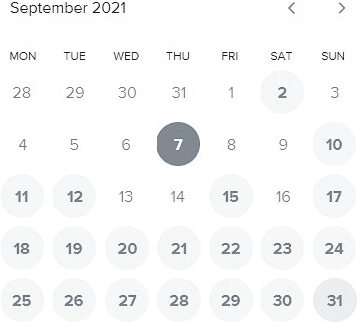 September 2021
MON TUE WED THU FRI SAT SUN
28 29 30 31 1 2 3
4 5 6 7 8 9 10
11 12 13 14 15 16 17
18 19 20 21 22 23 24
25 26 27 28 29 30 31